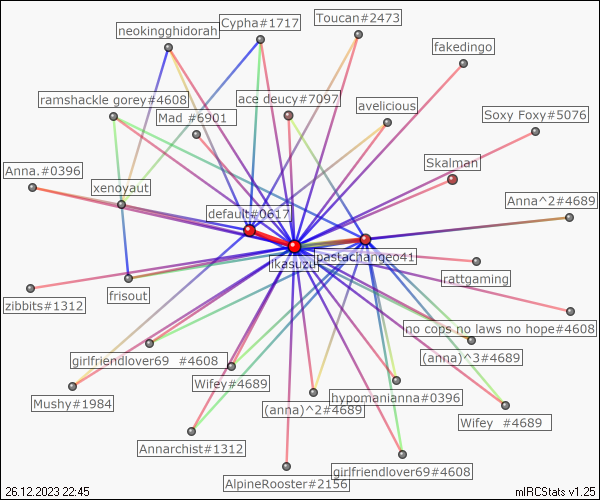 Toucan#2473
Cypha#1717
neokingghidorah
fakedingo
ramshackle gorey#4608
ace deucy#7097
avelicious
Mad #6901
Soxy Foxy#5076
Anna.#0396
Skalman
xenoyaut
Anna^2#4689
default#0617
ikasuzu
pastachangeo41
rattgaming
frisout
zibbits#1312
no cops no laws no hope#4608
girlfriendlover69 #4608
(anna)^3#4689
Wifey#4689
hypomanianna#0396
Mushy#1984
(anna)^2#4689
Wifey #4689
Annarchist#1312
girlfriendlover69#4608
AlpineRooster#2156
26.12.2023 22:45
mIRCStats v1.25